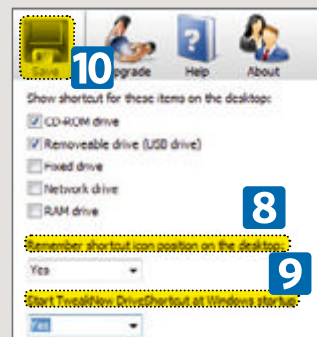 Save
10
Upgrade
Help
About
Show shortcut for these items on the desktop:
CD-ROM drive
Removeable drive (USB drive)
Fixed drive
Network drive
RAM drive
8
Remember shortcut icon position on the desktop:
Yes
9
Start TweakNow DriveShortcut at Windows startup
Yes